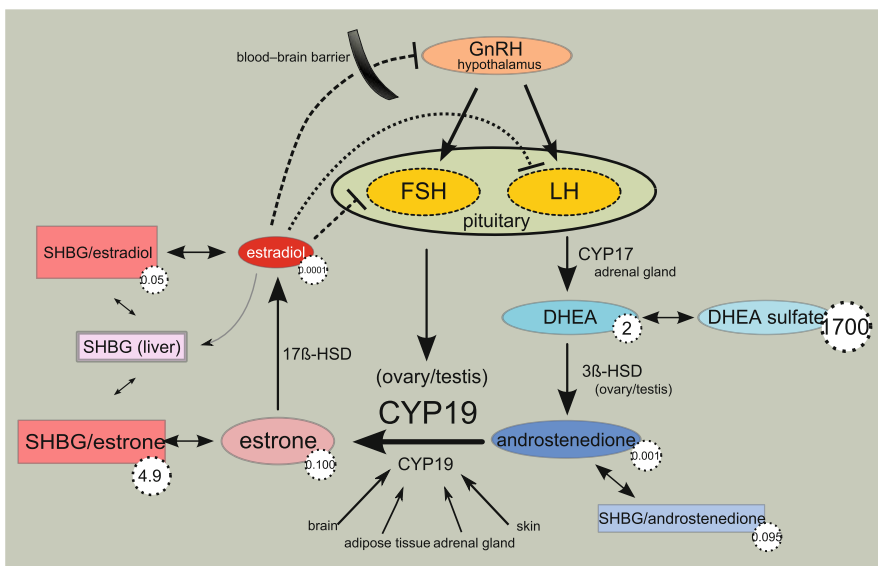 GnRH
hypothalamus
blood–brain barrier
FSH
LH
pituitary
SHBG/estradiol
0.05
estradiol
0.0001
CYP17
adrenal gland
DHEA
2
DHEA sulfate
1700
SHBG (liver)
17ß-HSD
(ovary/testis)
3ß-HSD
(ovary/testis)
CYP19
SHBG/estrone
4.9
estrone
0.100
androstenedione
0.001
CYP19
SHBG/androstenedione
0.095
brain
skin
adipose tissue
adrenal gland